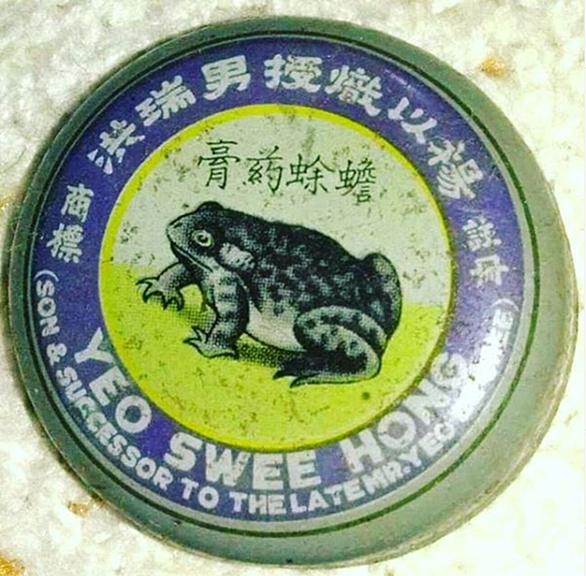 楊以熾授男瑞洪
蟾蜍药膏
商標
YEO SWEE HONG
(SON & SUCCESSOR TO THE LATE MR. YEO